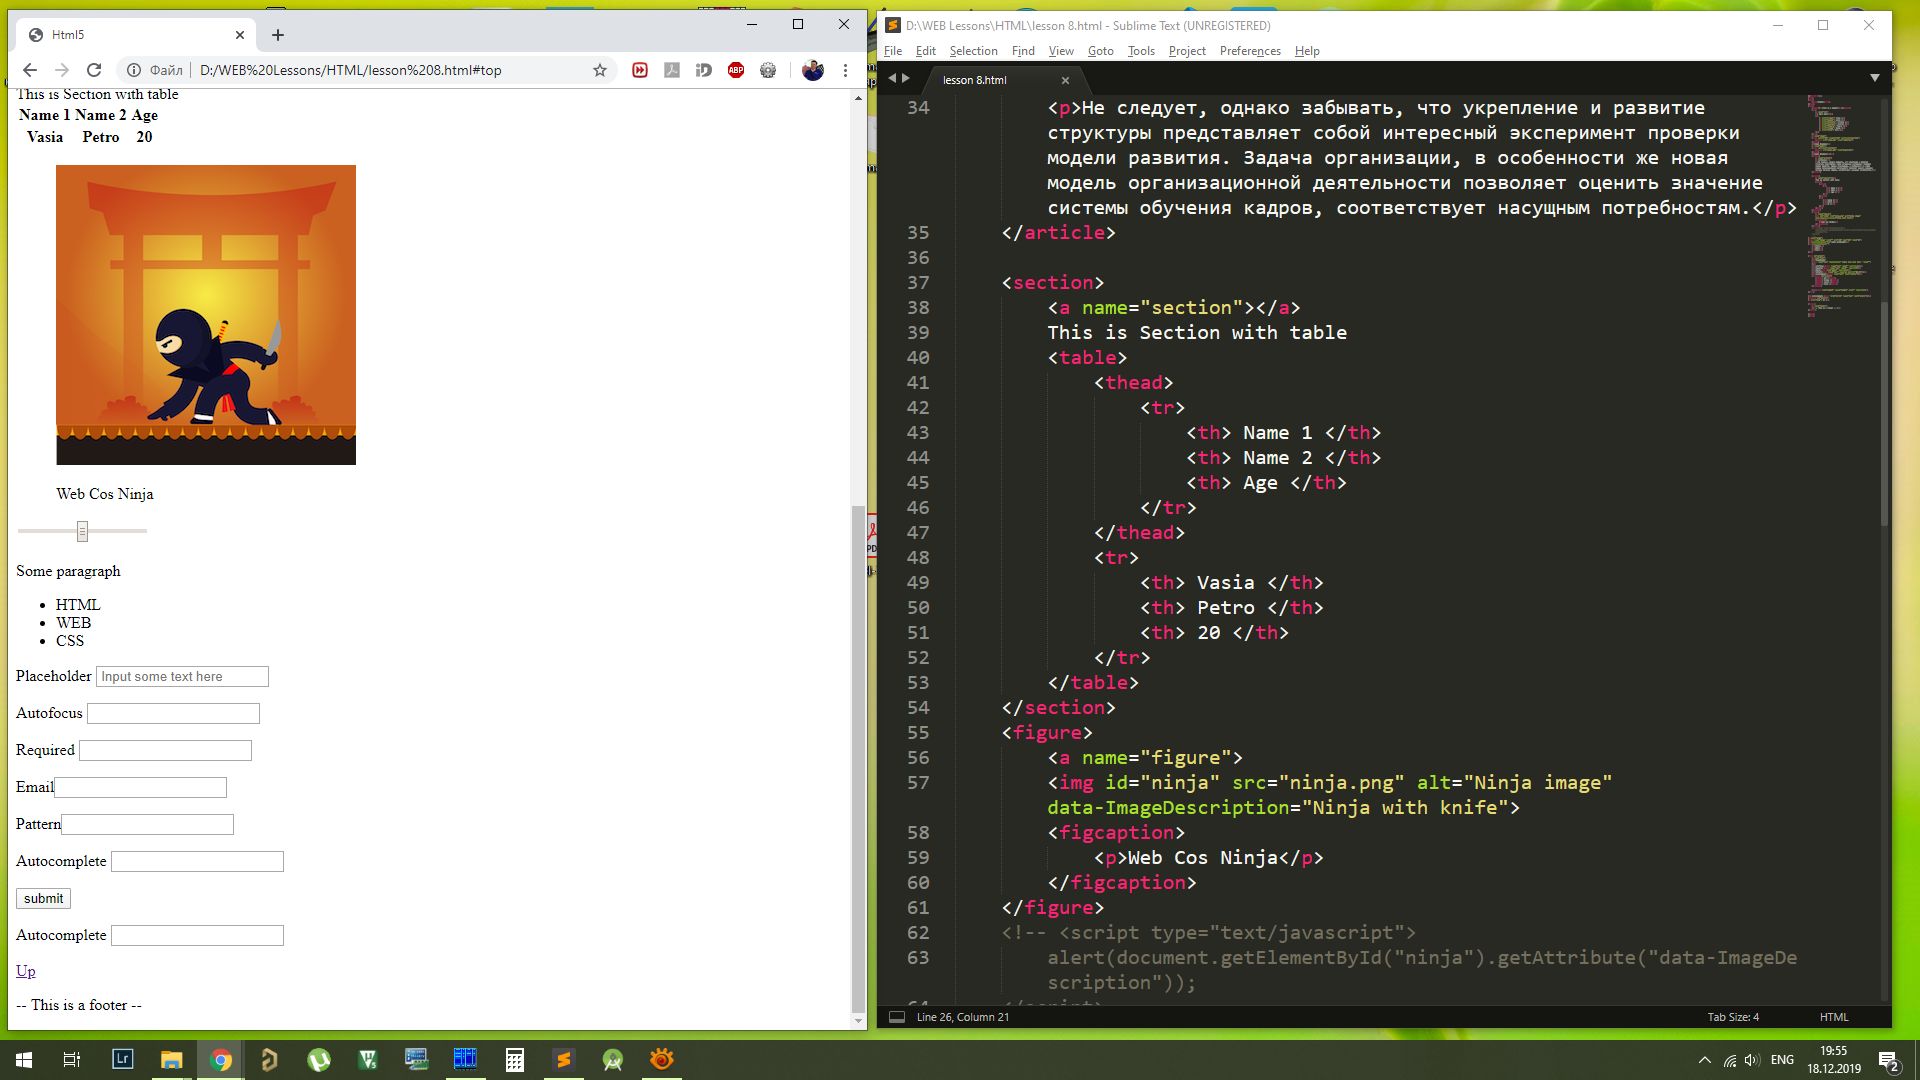 Html5
Файл
D:/WEB%20Lessons/HTML/lesson%208.html#top
ABP
This is Section with table
Name 1 Name 2 Age
Vasia Petro 20
Web Cos Ninja
Some paragraph
HTML
WEB
CSS
Placeholder Input some text here
Autofocus
Required
Email
Pattern
Autocomplete
submit
Autocomplete
Up
-- This is a footer --
D:\WEB Lessons\HTML\lesson 8.html - Sublime Text (UNREGISTERED)
File Edit Selection Find View Goto Tools Project Preferences Help
lesson 8.html
34 <p>Не следует, однако забывать, что укрепление и развитие
структуры представляет собой интересный эксперимент проверки
модели развития. Задача организации, в особенности же новая
модель организационной деятельности позволяет оценить значение
системы обучения кадров, соответствует насущным потребностям.</p>
35 </article>
36
37 <section>
38 <a name="section"></a>
39 This is Section with table
40 <table>
41 <thead>
42 <tr>
43 <th> Name 1 </th>
44 <th> Name 2 </th>
45 <th> Age </th>
46 </tr>
47 </thead>
48 <tr>
49 <th> Vasia </th>
50 <th> Petro </th>
51 <th> 20 </th>
52 </tr>
53 </table>
54 </section>
55 <figure>
56 <a name="figure">
57 <img id="ninja" src="ninja.png" alt="Ninja image"
data-ImageDescription="Ninja with knife">
58 <figcaption>
59 <p>Web Cos Ninja</p>
60 </figcaption>
61 </figure>
62 <!-- <script type="text/javascript">
63 alert(document.getElementById("ninja").getAttribute("data-ImageDe
scription"));
64 </script>
Line 26, Column 21
Tab Size: 4
HTML
Lr
ENG
19:55
18.12.2019
2